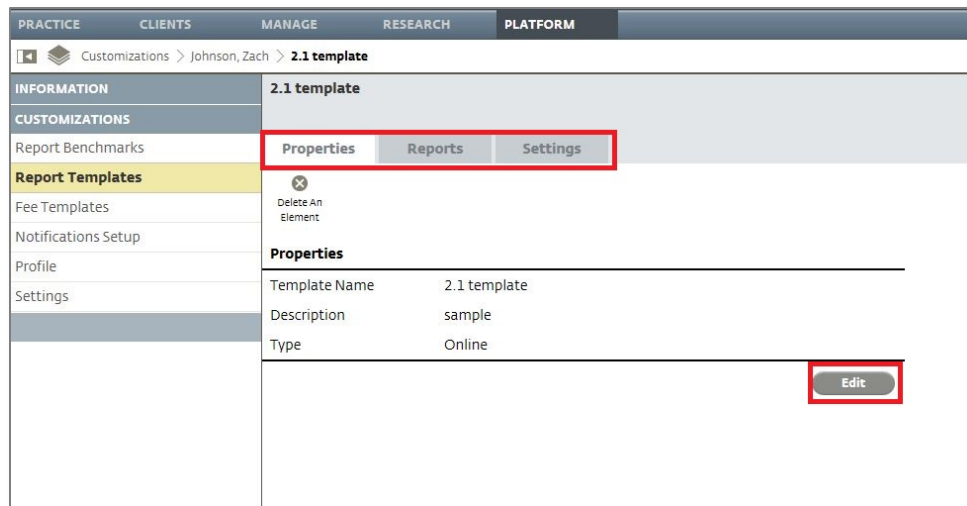 PRACTICE CLIENTS MANAGE RESEARCH PLATFORM
Customizations > Johnson, Zach > 2.1 template
INFORMATION
CUSTOMIZATIONS
Report Benchmarks
Report Templates
Fee Templates
Notifications Setup
Profile
Settings
2.1 template
Properties Reports Settings
Delete An
Element
Properties
Template Name 2.1 template
Description sample
Type Online
Edit